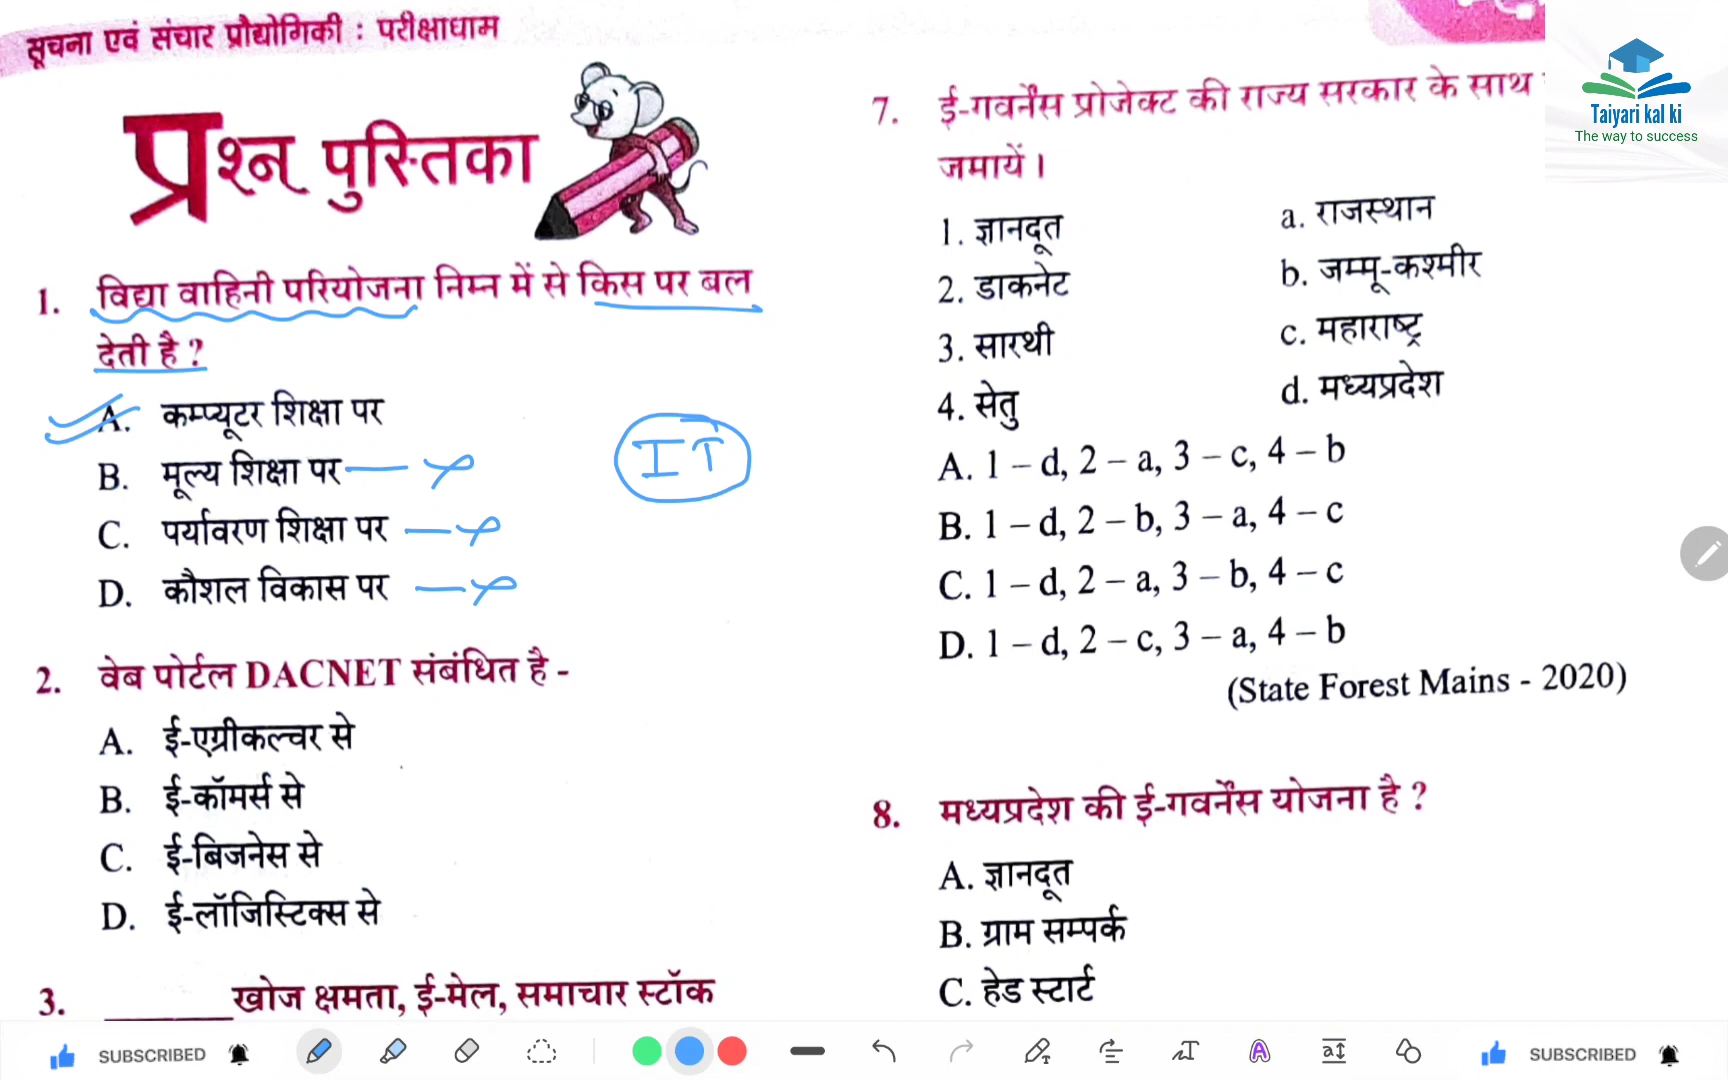 सूचना एवं संचार प्रौद्योगिकी : परीक्षाधाम
प्रश्न पुस्तिका
1. विद्या वाहिनी परियोजना निम्न में से किस पर बल
देती है ?
A. कम्प्यूटर शिक्षा पर
B. मूल्य शिक्षा पर
C. पर्यावरण शिक्षा पर
D. कौशल विकास पर
IT
2. वेब पोर्टल DACNET संबंधित है -
A. ई-एग्रीकल्चर से
B. ई-कॉमर्स से
C. ई-बिजनेस से
D. ई-लॉजिस्टिक्स से
3. ______ खोज क्षमता, ई-मेल, समाचार स्टॉक
7. ई-गवर्नेंस प्रोजेक्ट की राज्य सरकार के साथ
जमायें ।
1. ज्ञानदूत a. राजस्थान
2. डाकनेट b. जम्मू-कश्मीर
3. सारथी c. महाराष्ट्र
4. सेतु d. मध्यप्रदेश
A. 1 – d, 2 – a, 3 – c, 4 – b
B. 1 – d, 2 – b, 3 – a, 4 – c
C. 1 – d, 2 – a, 3 – b, 4 – c
D. 1 – d, 2 – c, 3 – a, 4 – b
(State Forest Mains - 2020)
8. मध्यप्रदेश की ई-गवर्नेंस योजना है ?
A. ज्ञानदूत
B. ग्राम सम्पर्क
C. हेड स्टार्ट
Taiyari kal ki
The way to success
SUBSCRIBED
SUBSCRIBED